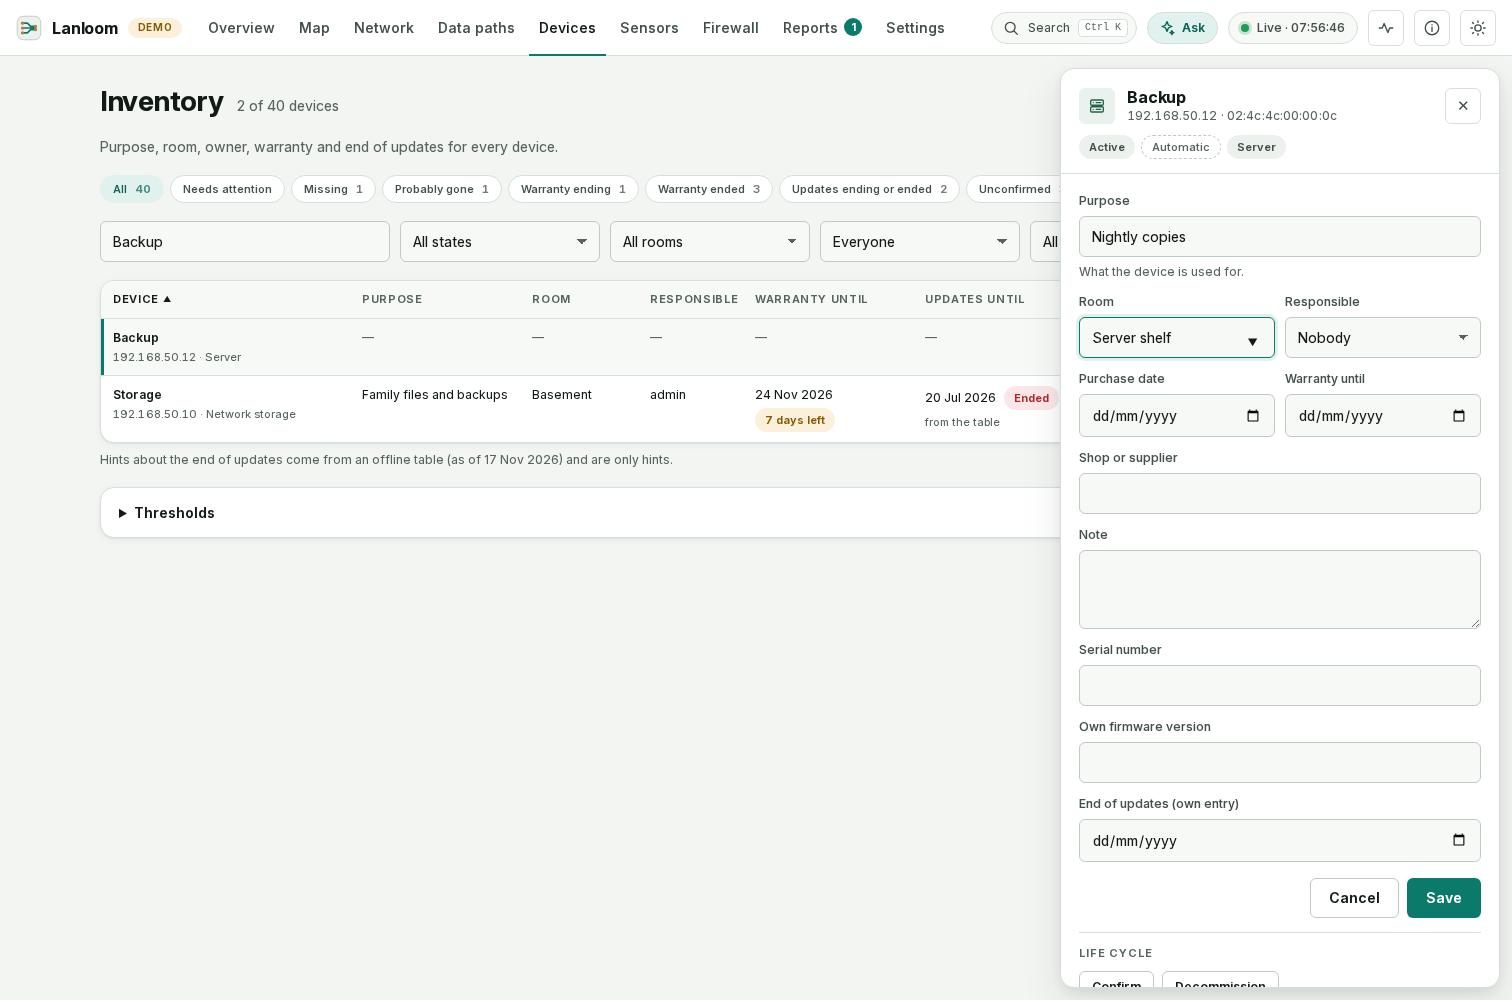 Lanloom DEMO Overview Map Network Data paths Devices Sensors Firewall Reports 1 Settings Search Ctrl K Ask Live · 07:56:46
Inventory 2 of 40 devices
Purpose, room, owner, warranty and end of updates for every device.
All 40 Needs attention Missing 1 Probably gone 1 Warranty ending 1 Warranty ended 3 Updates ending or ended 2 Unconfirmed
Backup All states All rooms Everyone All
DEVICE ▲ PURPOSE ROOM RESPONSIBLE WARRANTY UNTIL UPDATES UNTIL
Backup — — — — —
192.168.50.12 · Server
Storage Family files and backups Basement admin 24 Nov 2026 20 Jul 2026 Ended
192.168.50.10 · Network storage 7 days left from the table
Hints about the end of updates come from an offline table (as of 17 Nov 2026) and are only hints.
▶ Thresholds
Backup
192.168.50.12 · 02:4c:4c:00:00:0c
Active Automatic Server
Purpose
Nightly copies
What the device is used for.
Room Responsible
Server shelf Nobody
Purchase date Warranty until
dd/mm/yyyy dd/mm/yyyy
Shop or supplier
Note
Serial number
Own firmware version
End of updates (own entry)
dd/mm/yyyy
Cancel Save
LIFE CYCLE
Confirm Decommission